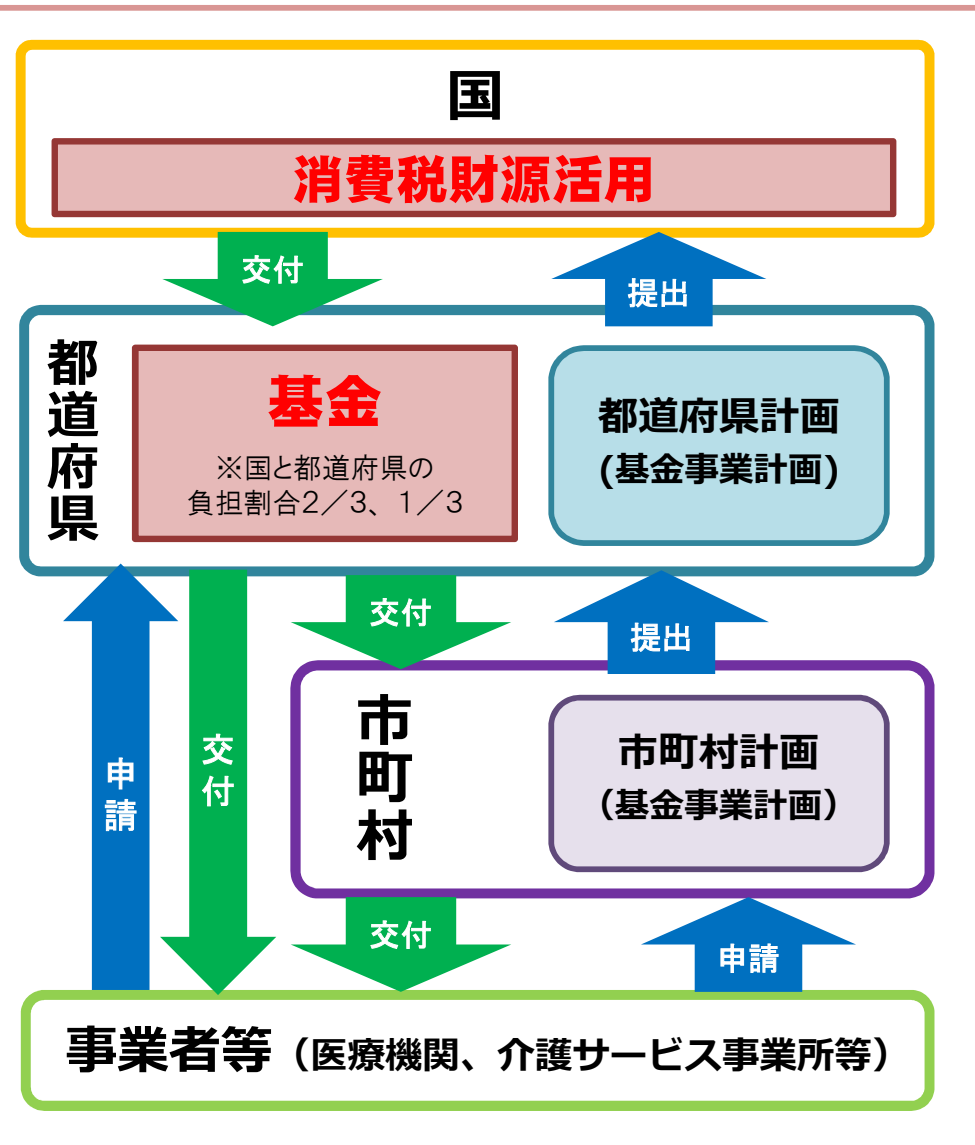 国
消費税財源活用
交付
提出
都道府県
基金
※国と都道府県の
負担割合2/3、1/3
都道府県計画
(基金事業計画)
交付
提出
申請
交付
市町村
市町村計画
（基金事業計画）
交付
申請
事業者等（医療機関、介護サービス事業所等）